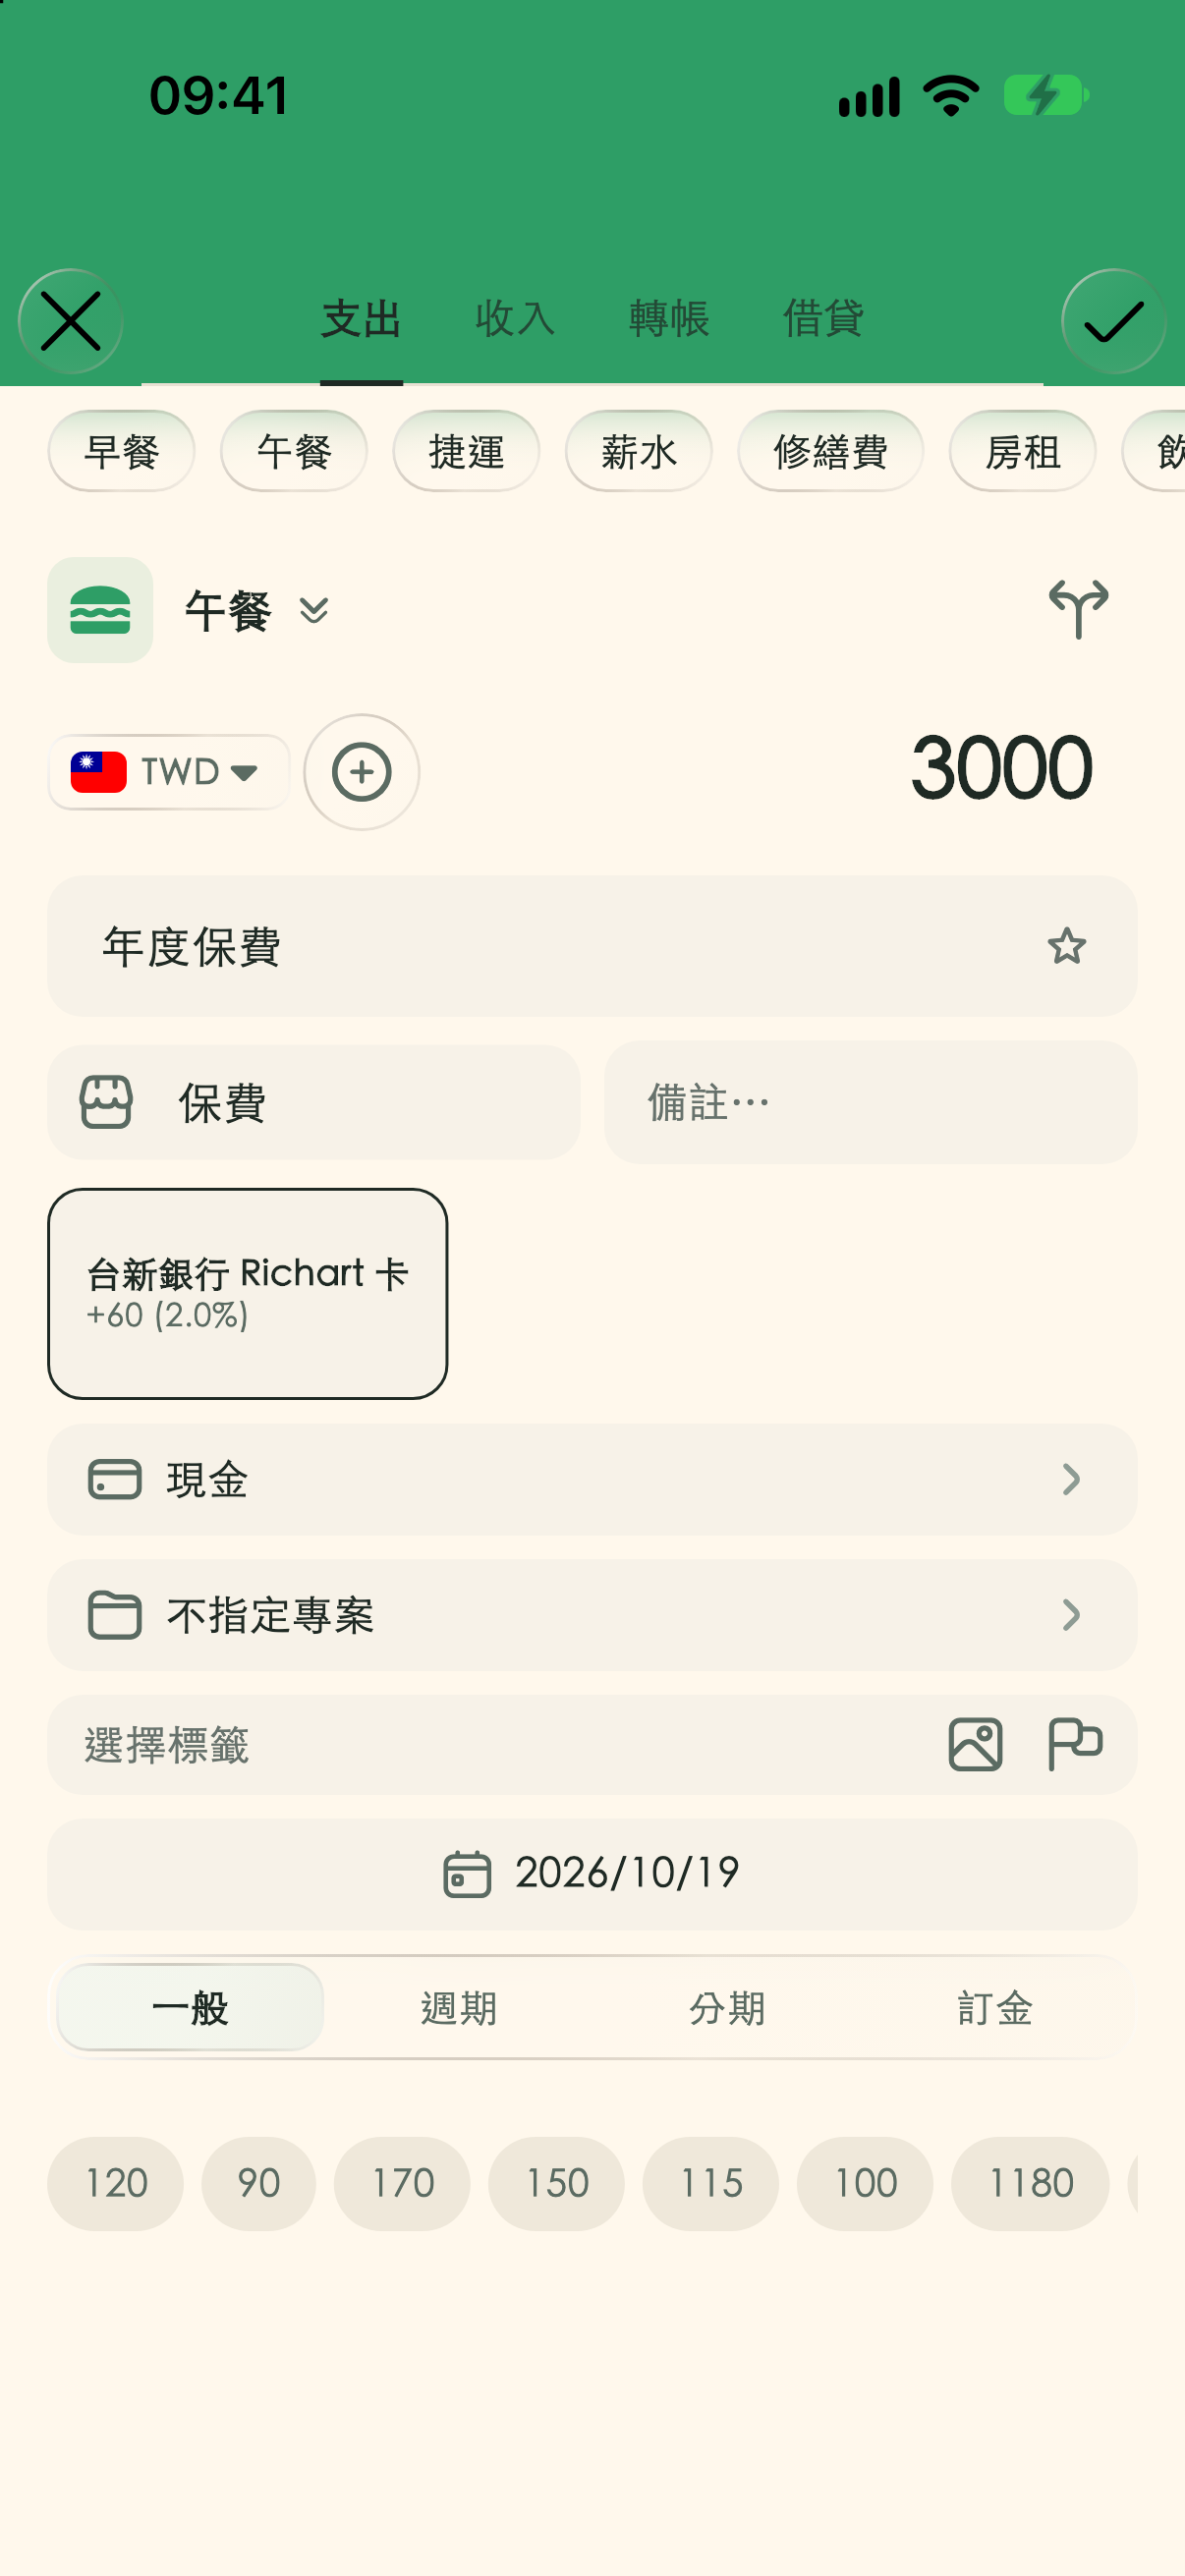 09:41
支出 收入 轉帳 借貸
早餐 午餐 捷運 薪水 修繕費 房租
午餐
TWD 3000
年度保費
保費 備註…
台新銀行 Richart 卡
+60 (2.0%)
現金
不指定專案
選擇標籤
2026/10/19
一般 週期 分期 訂金
120 90 170 150 115 100 1180